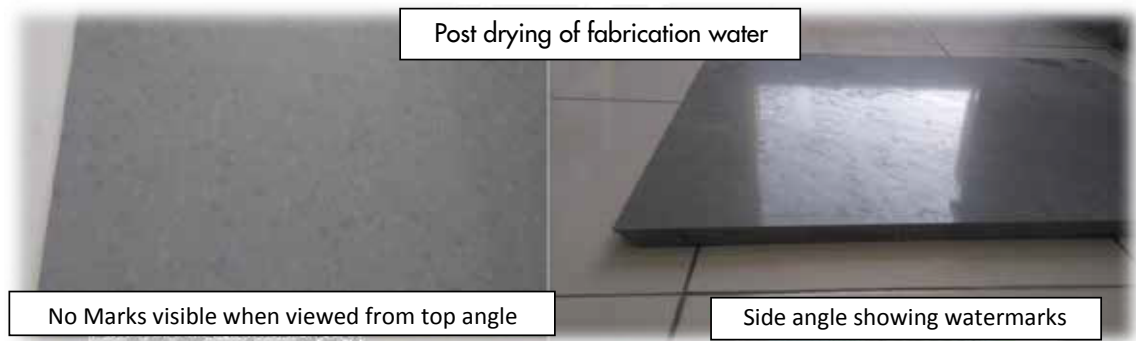 Post drying of fabrication water
No Marks visible when viewed from top angle
Side angle showing watermarks